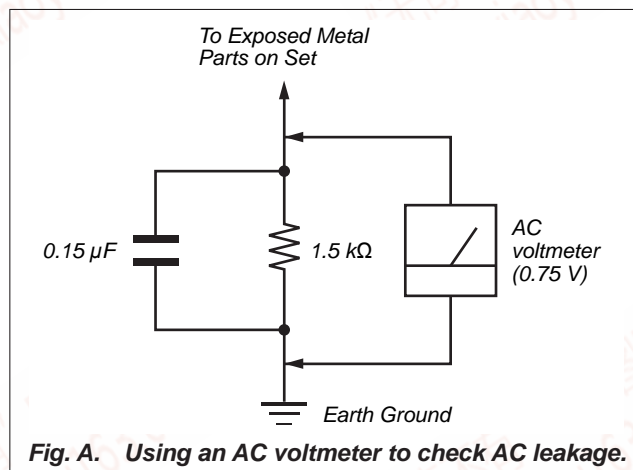 To Exposed Metal
Parts on Set
0.15 µF
1.5 kΩ
AC
voltmeter
(0.75 V)
Earth Ground
Fig. A. Using an AC voltmeter to check AC leakage.